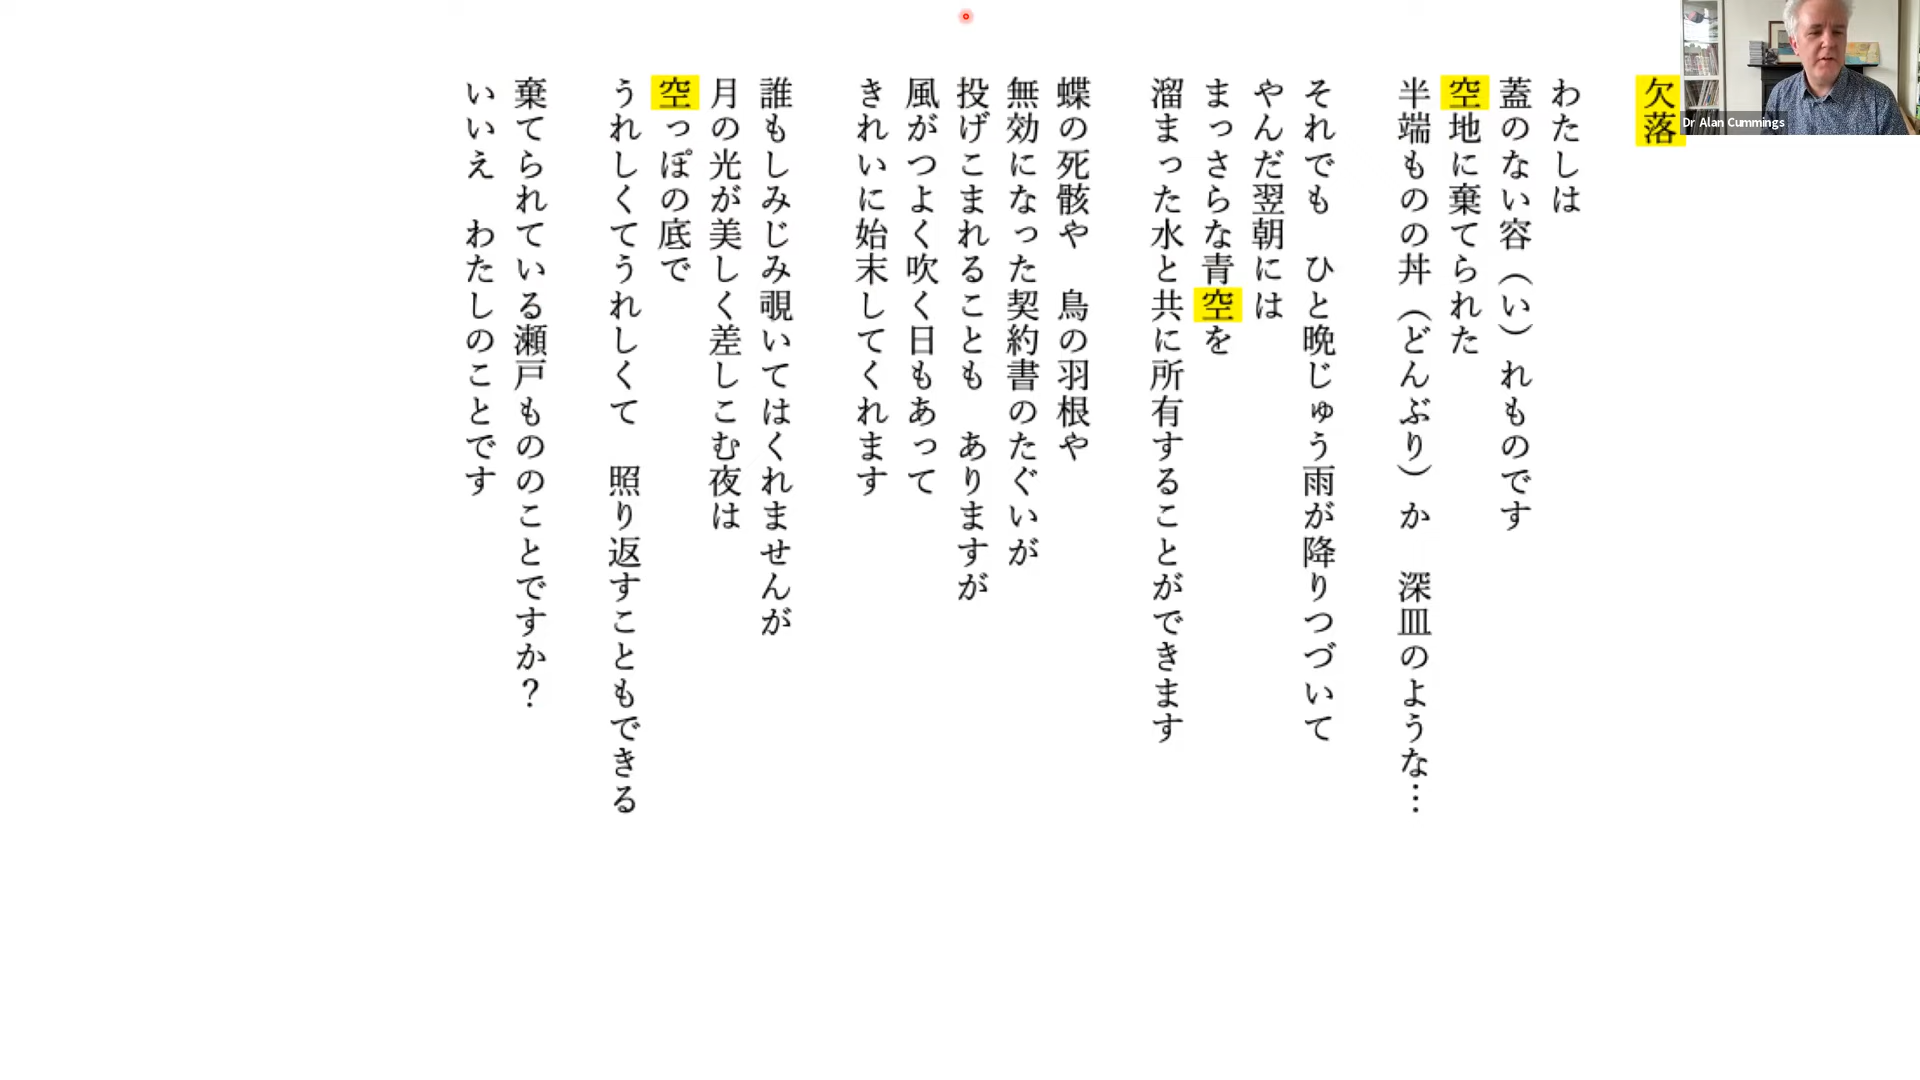 欠落
わたしは
蓋のない容（い）れものです
空地に棄てられた
半端ものの丼（どんぶり）か　深皿のような…
それでも　ひと晩じゅう雨が降りつづいて
やんだ翌朝には
まっさらな青空を
溜まった水と共に所有することができます
蝶の死骸や　鳥の羽根や
無効になった契約書のたぐいが
投げこまれることも　ありますが
風がつよく吹く日もあって
きれいに始末してくれます
誰もしみじみ覗いてはくれませんが
月の光が美しく差しこむ夜は
空っぽの底で
うれしくてうれしくて　照り返すこともできる
棄てられている瀬戸もののことですか？
いいえ　わたしのことです
Dr Alan Cummings